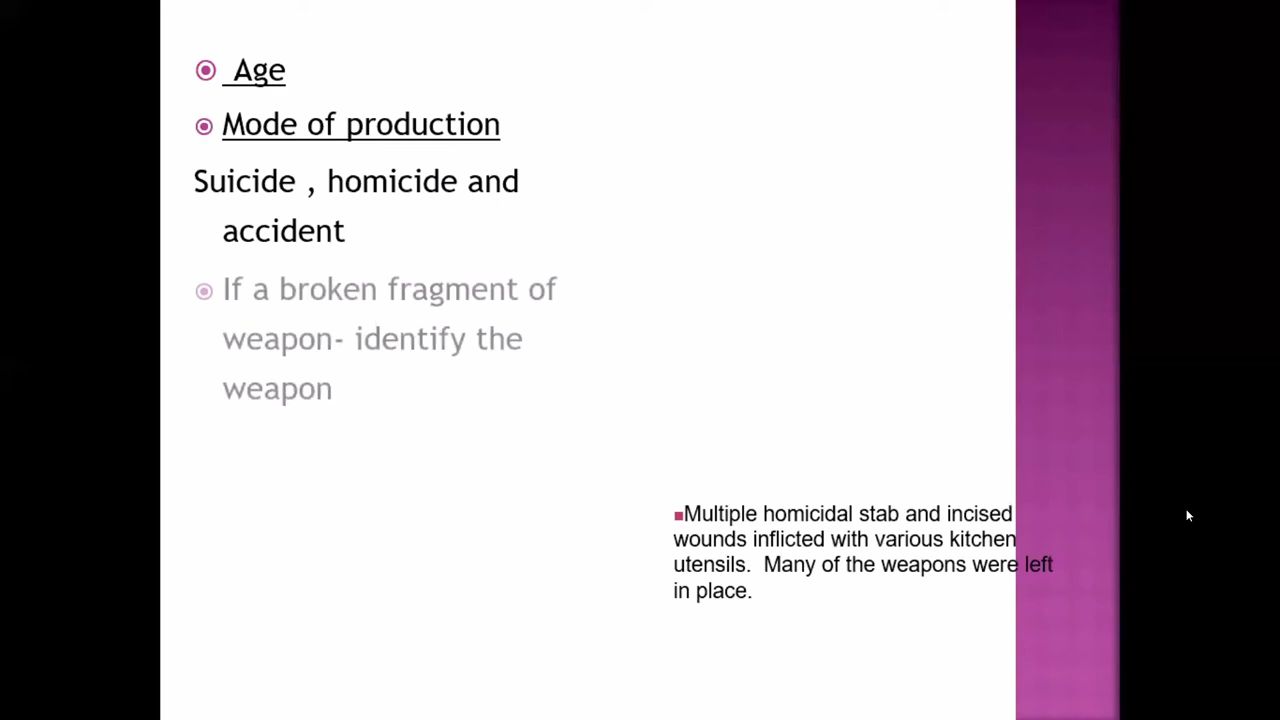 Age
Mode of production
Suicide , homicide and
accident
If a broken fragment of
weapon- identify the
weapon
Multiple homicidal stab and incised
wounds inflicted with various kitchen
utensils.  Many of the weapons were left
in place.